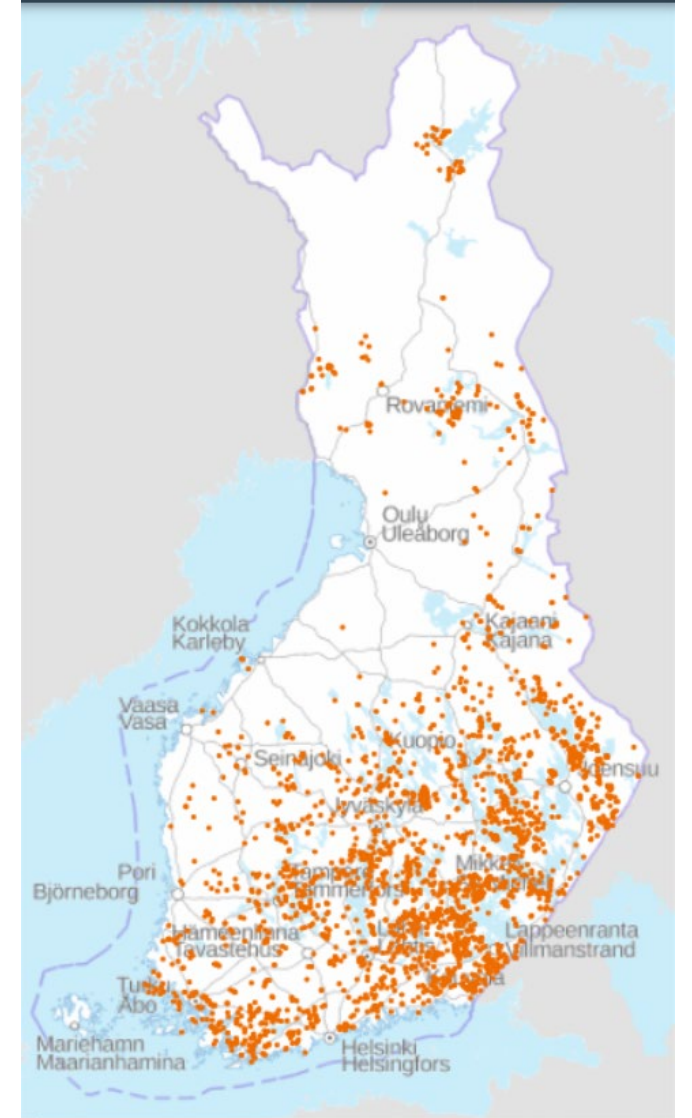 Rovaniemi
Oulu
Uleåborg
Kokkola
Karleby
Kajaani
Kajana
Vaasa
Vasa
Kuopio
Seinäjoki
Joensuu
Jyväskylä
Pori
Björneborg
Tampere
Tammerfors
Mikkeli
Hämeenlinna
Tavastehus
Lahti
Lahtis
Lappeenranta
Villmanstrand
Turku
Åbo
Mariehamn
Maarianhamina
Helsinki
Helsingfors